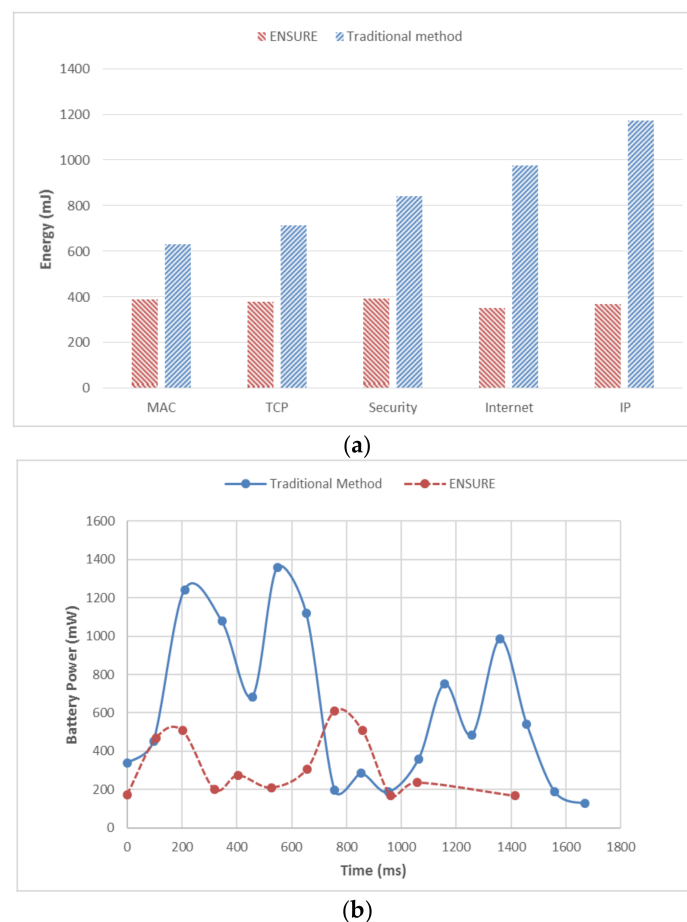 ENSURE Traditional method
1400
1200
1000
800
600
400
200
0
Energy (mJ)
MAC TCP Security Internet IP
(a)
Traditional Method ENSURE
1600
1400
1200
1000
800
600
400
200
0
Battery Power (mW)
0 200 400 600 800 1000 1200 1400 1600 1800
Time (ms)
(b)